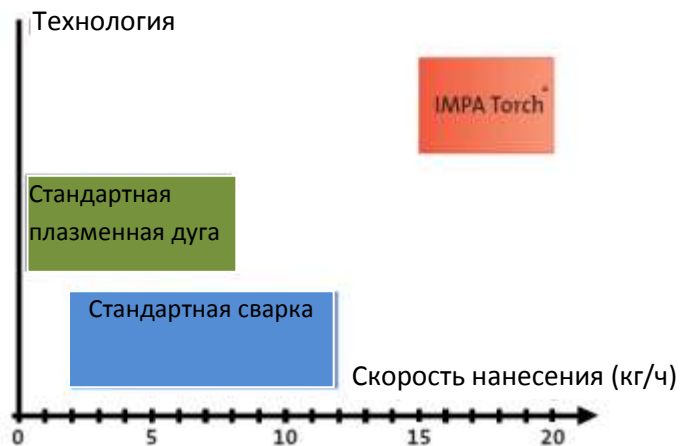 Технология
IMPA Torch
Стандартная
плазменная дуга
Стандартная сварка
Скорость нанесения (кг/ч)
0 5 10 15 20